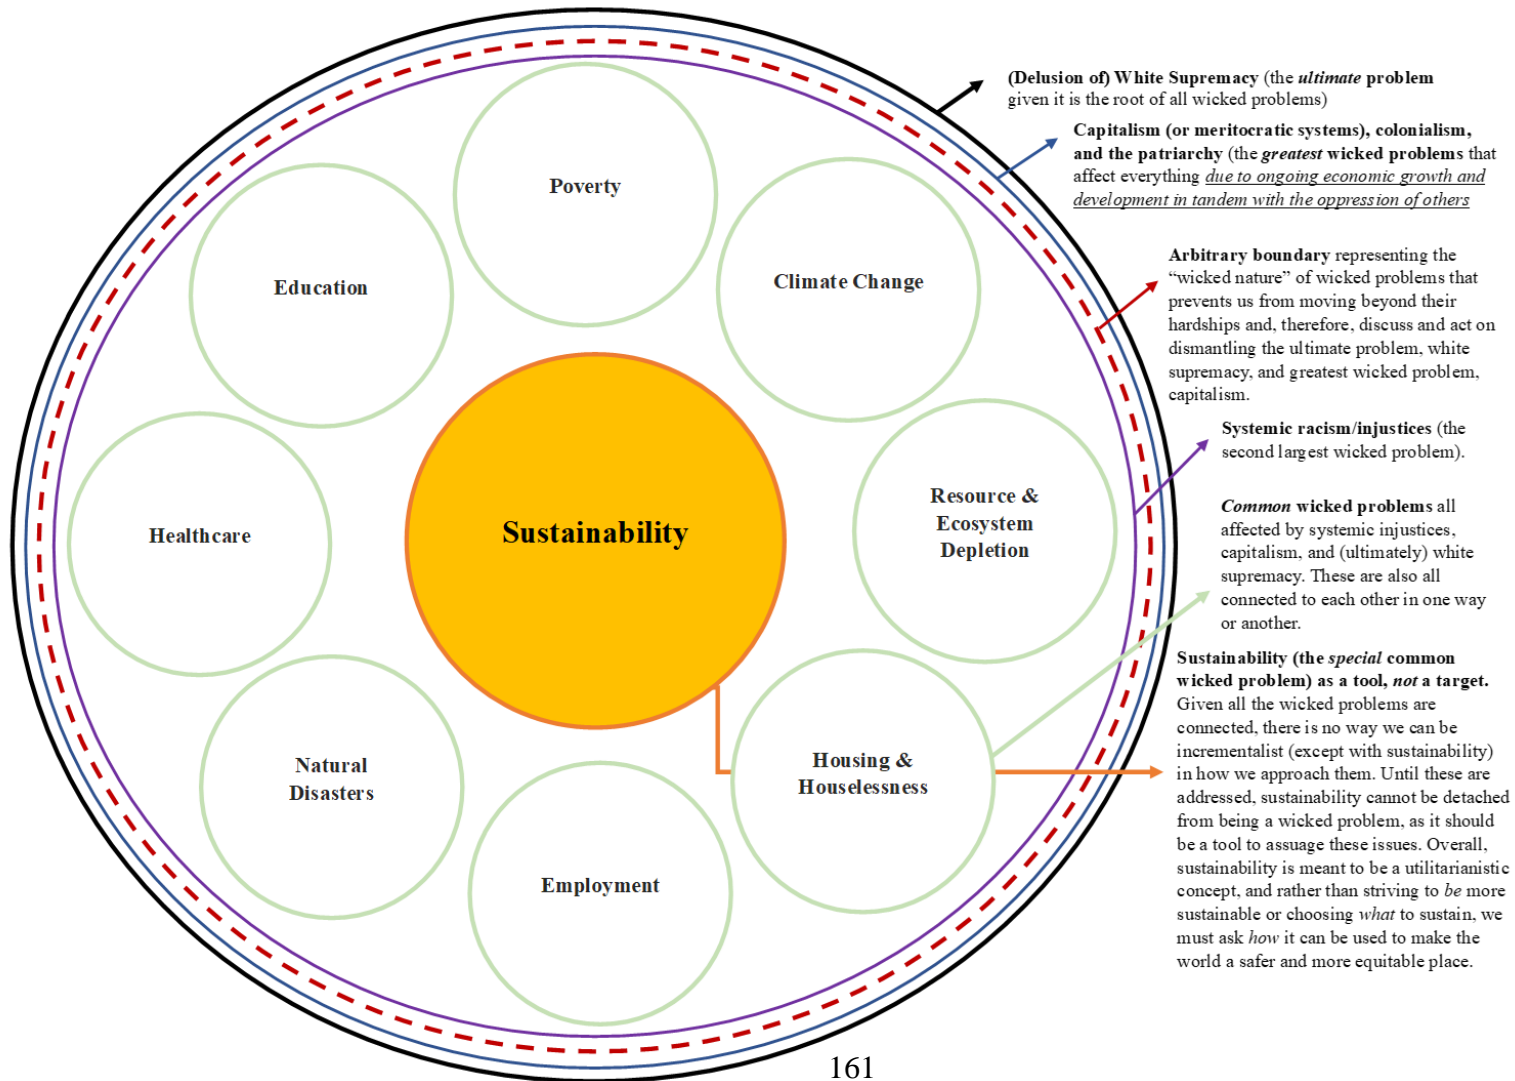 Poverty
Education
Climate Change
Healthcare
Sustainability
Resource &
Ecosystem
Depletion
Natural
Disasters
Housing &
Houselessness
Employment
(Delusion of) White Supremacy (the ultimate problem
given it is the root of all wicked problems)
Capitalism (or meritocratic systems), colonialism,
and the patriarchy (the greatest wicked problems that
affect everything due to ongoing economic growth and
development in tandem with the oppression of others
Arbitrary boundary representing the
“wicked nature” of wicked problems that
prevents us from moving beyond their
hardships and, therefore, discuss and act on
dismantling the ultimate problem, white
supremacy, and greatest wicked problem,
capitalism.
Systemic racism/injustices (the
second largest wicked problem).
Common wicked problems all
affected by systemic injustices,
capitalism, and (ultimately) white
supremacy. These are also all
connected to each other in one way
or another.
Sustainability (the special common
wicked problem) as a tool, not a target.
Given all the wicked problems are
connected, there is no way we can be
incrementalist (except with sustainability)
in how we approach them. Until these are
addressed, sustainability cannot be detached
from being a wicked problem, as it should
be a tool to assuage these issues. Overall,
sustainability is meant to be a utilitarianistic
concept, and rather than striving to be more
sustainable or choosing what to sustain, we
must ask how it can be used to make the
world a safer and more equitable place.
161